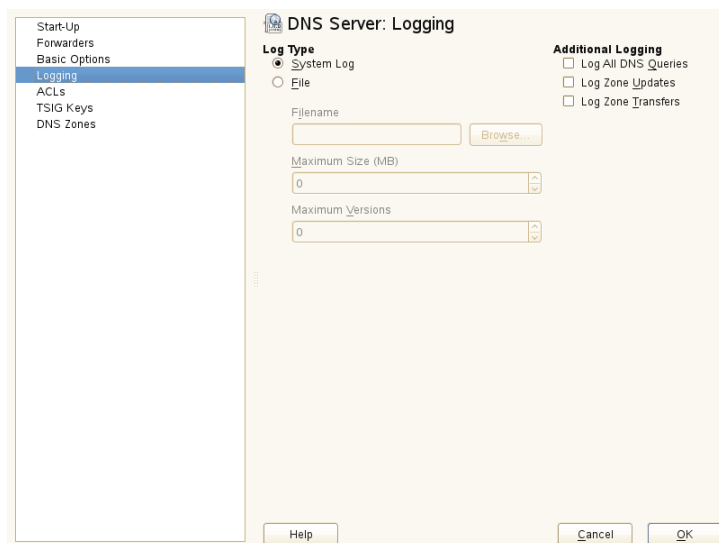 Start-Up
Forwarders
Basic Options
Logging
ACLs
TSIG Keys
DNS Zones
DNS Server: Logging
Log Type
System Log
File
Filename
Browse...
Maximum Size (MB)
0
Maximum Versions
0
Additional Logging
Log All DNS Queries
Log Zone Updates
Log Zone Transfers
Help
Cancel
OK